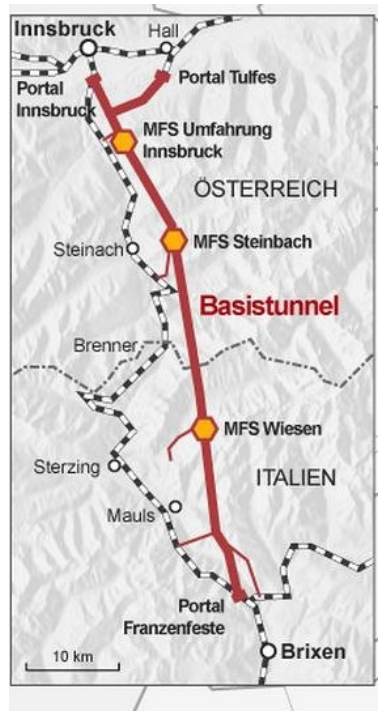 Innsbruck
Hall
Portal
Innsbruck
Portal Tulfes
MFS Umfahrung
Innsbruck
ÖSTERREICH
Steinach
MFS Steinbach
Basistunnel
Brenner
MFS Wiesen
Sterzing
ITALIEN
Mauls
Portal
Franzenfeste
10 km
Brixen